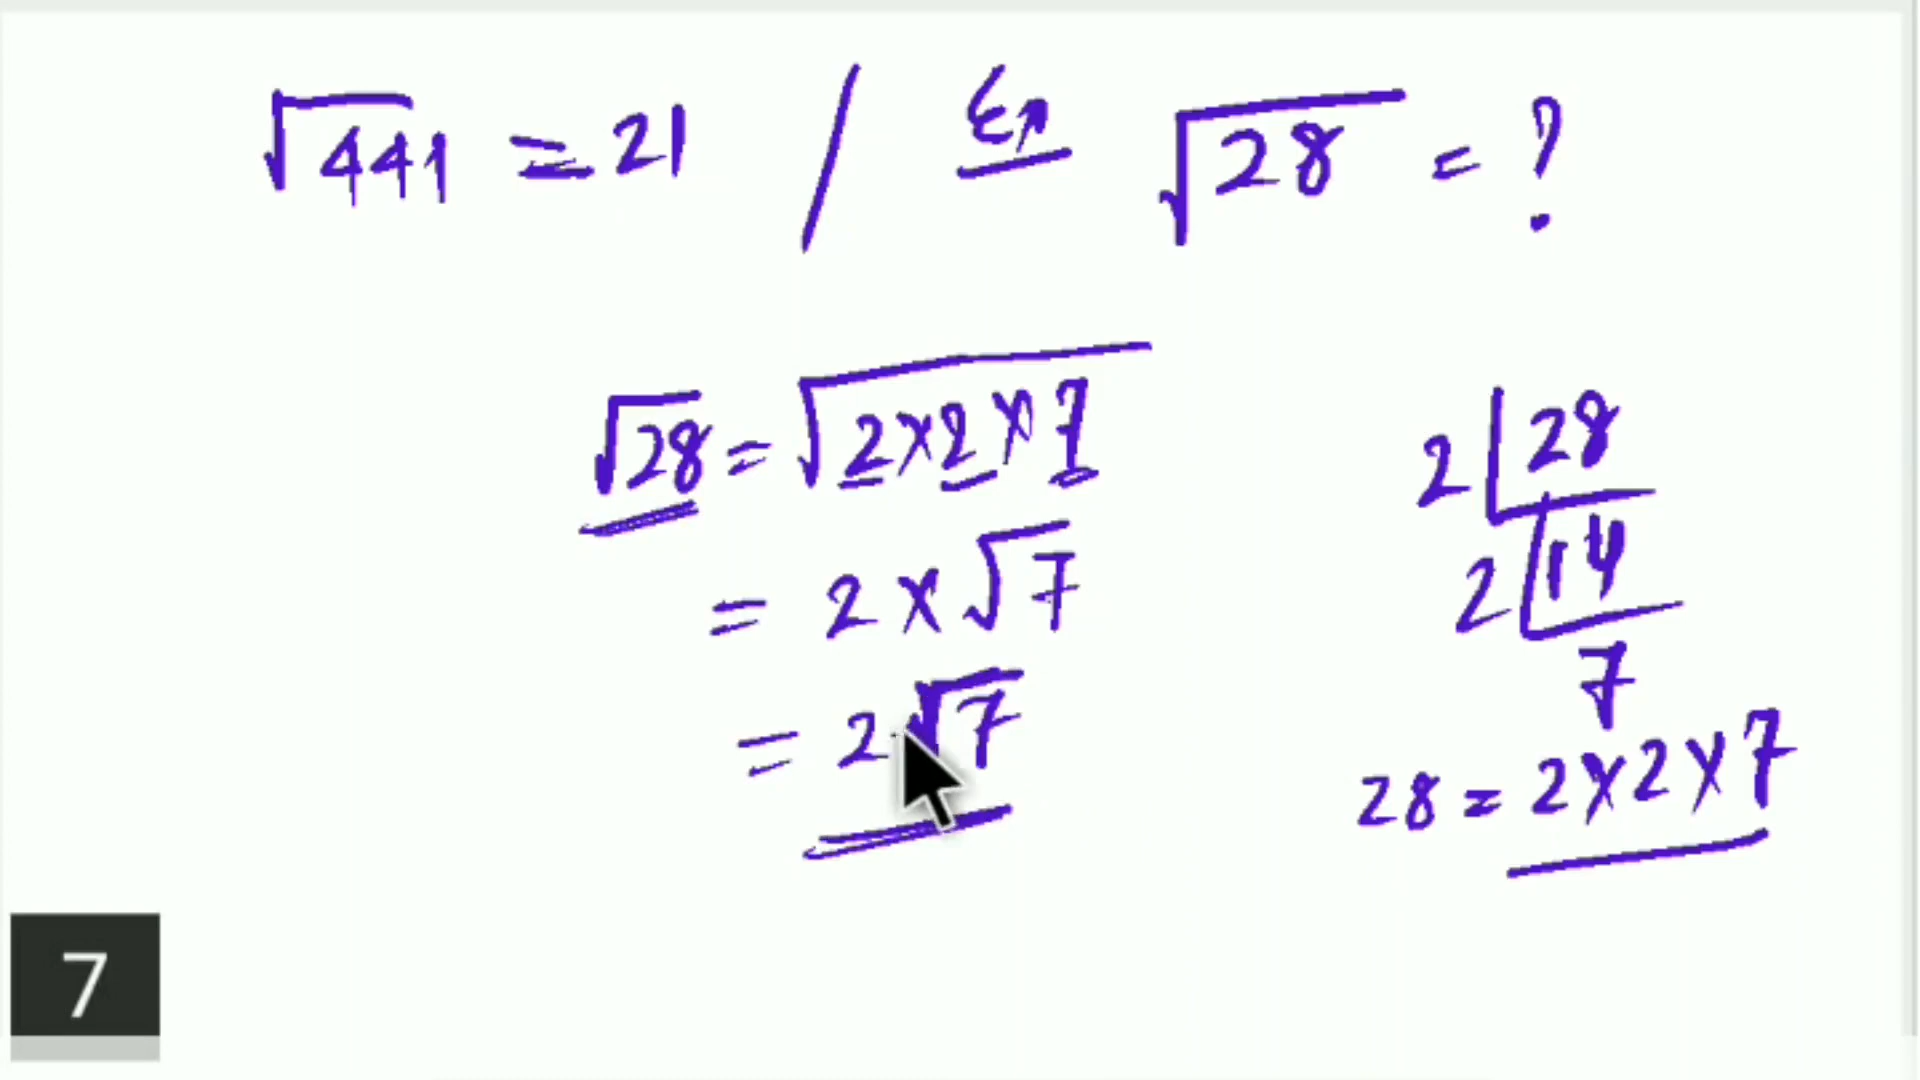 √441 = 21 / Ex √28 = ?
√28 = √2×2×7
= 2×√7
= 2√7
2 28
2 14
7
28 = 2×2×7
7